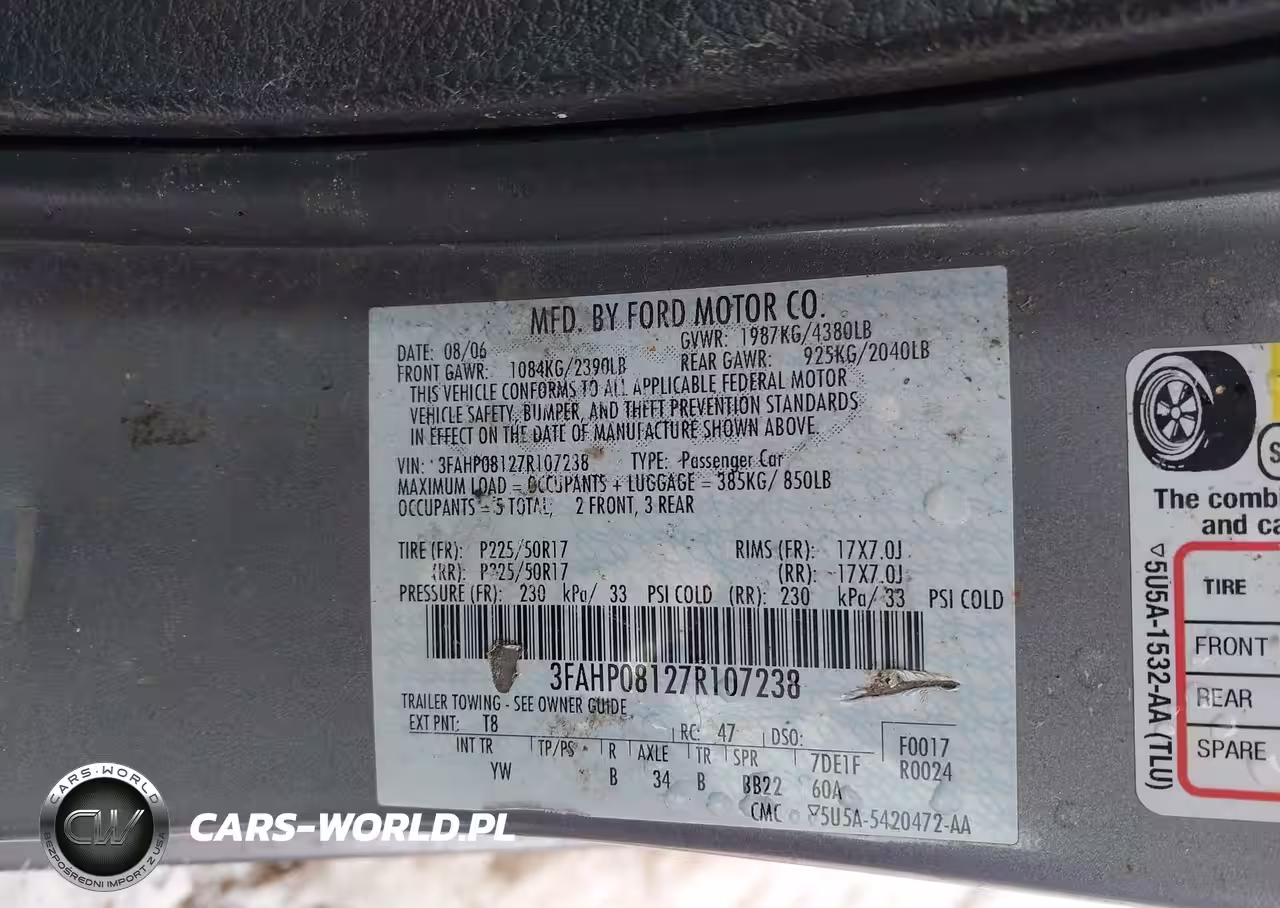 MFD. BY FORD MOTOR CO.
DATE: 08/06 GVWR: 1987KG/4380LB
FRONT GAWR: 1084KG/2390LB REAR GAWR: 925KG/2040LB
THIS VEHICLE CONFORMS TO ALL APPLICABLE FEDERAL MOTOR
VEHICLE SAFETY, BUMPER, AND THEFT PREVENTION STANDARDS
IN EFFECT ON THE DATE OF MANUFACTURE SHOWN ABOVE.
VIN: 3FAHP08127R107238 TYPE: Passenger Car
MAXIMUM LOAD = OCCUPANTS + LUGGAGE = 385KG/ 850LB
OCCUPANTS = 5 TOTAL; 2 FRONT, 3 REAR
TIRE (FR): P225/50R17 RIMS (FR): 17X7.0J
(RR): P225/50R17 (RR): 17X7.0J
PRESSURE (FR): 230 kPa/ 33 PSI COLD (RR): 230 kPa/ 33 PSI COLD
3FAHP08127R107238
TRAILER TOWING - SEE OWNER GUIDE
EXT PNT: T8 RC: 47 DSO: F0017
INT TR TP/PS R AXLE TR SPR 7DE1F R0024
YW B 34 B BB22 60A
CMC 5U5A-5420472-AA
The comb
and ca
TIRE
FRONT
REAR
SPARE
5U5A-1532-AA (TLU)
CARS-WORLD
CW
BEZPOŚREDNI IMPORT Z USA
CARS-WORLD.PL